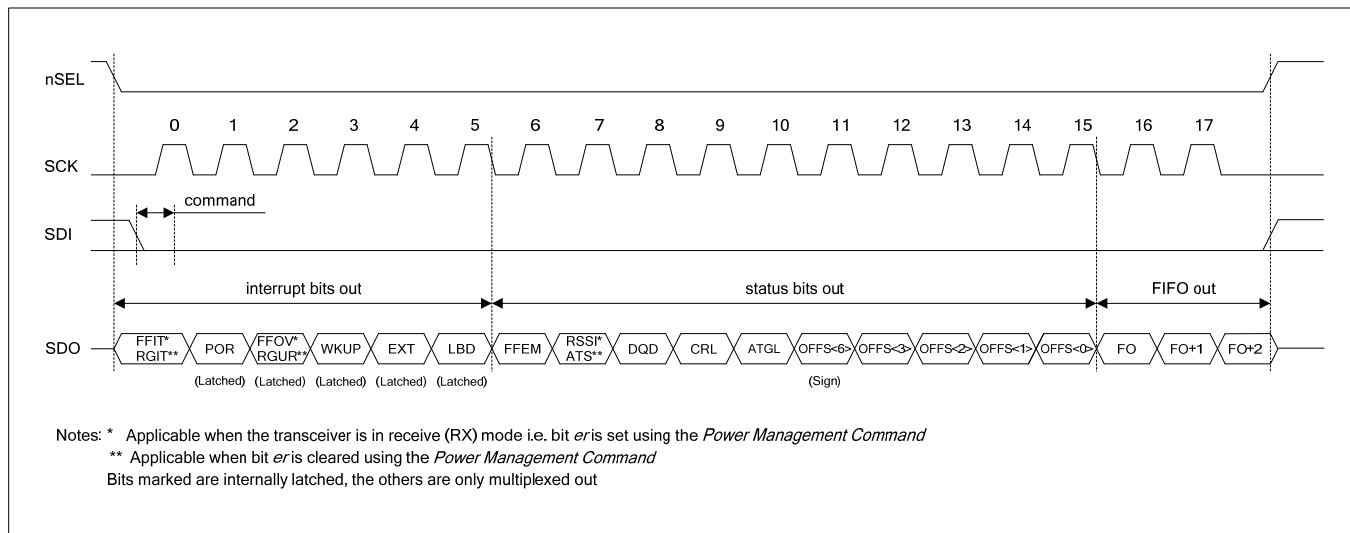 nSEL
0 1 2 3 4 5 6 7 8 9 10 11 12 13 14 15 16 17
SCK
command
SDI
interrupt bits out status bits out FIFO out
SDO
FFIT* RGIT** POR FFOV* RGUR** WKUP EXT LBD FFEM RSSI* ATS** DQD CRL ATGL OFFS<6> OFFS<3> OFFS<2> OFFS<1> OFFS<0> FO FO+1 FO+2
(Latched) (Latched) (Latched) (Latched) (Latched) (Sign)
Notes: * Applicable when the transceiver is in receive (RX) mode i.e. bit er is set using the Power Management Command
** Applicable when bit er is cleared using the Power Management Command
Bits marked are internally latched, the others are only multiplexed out